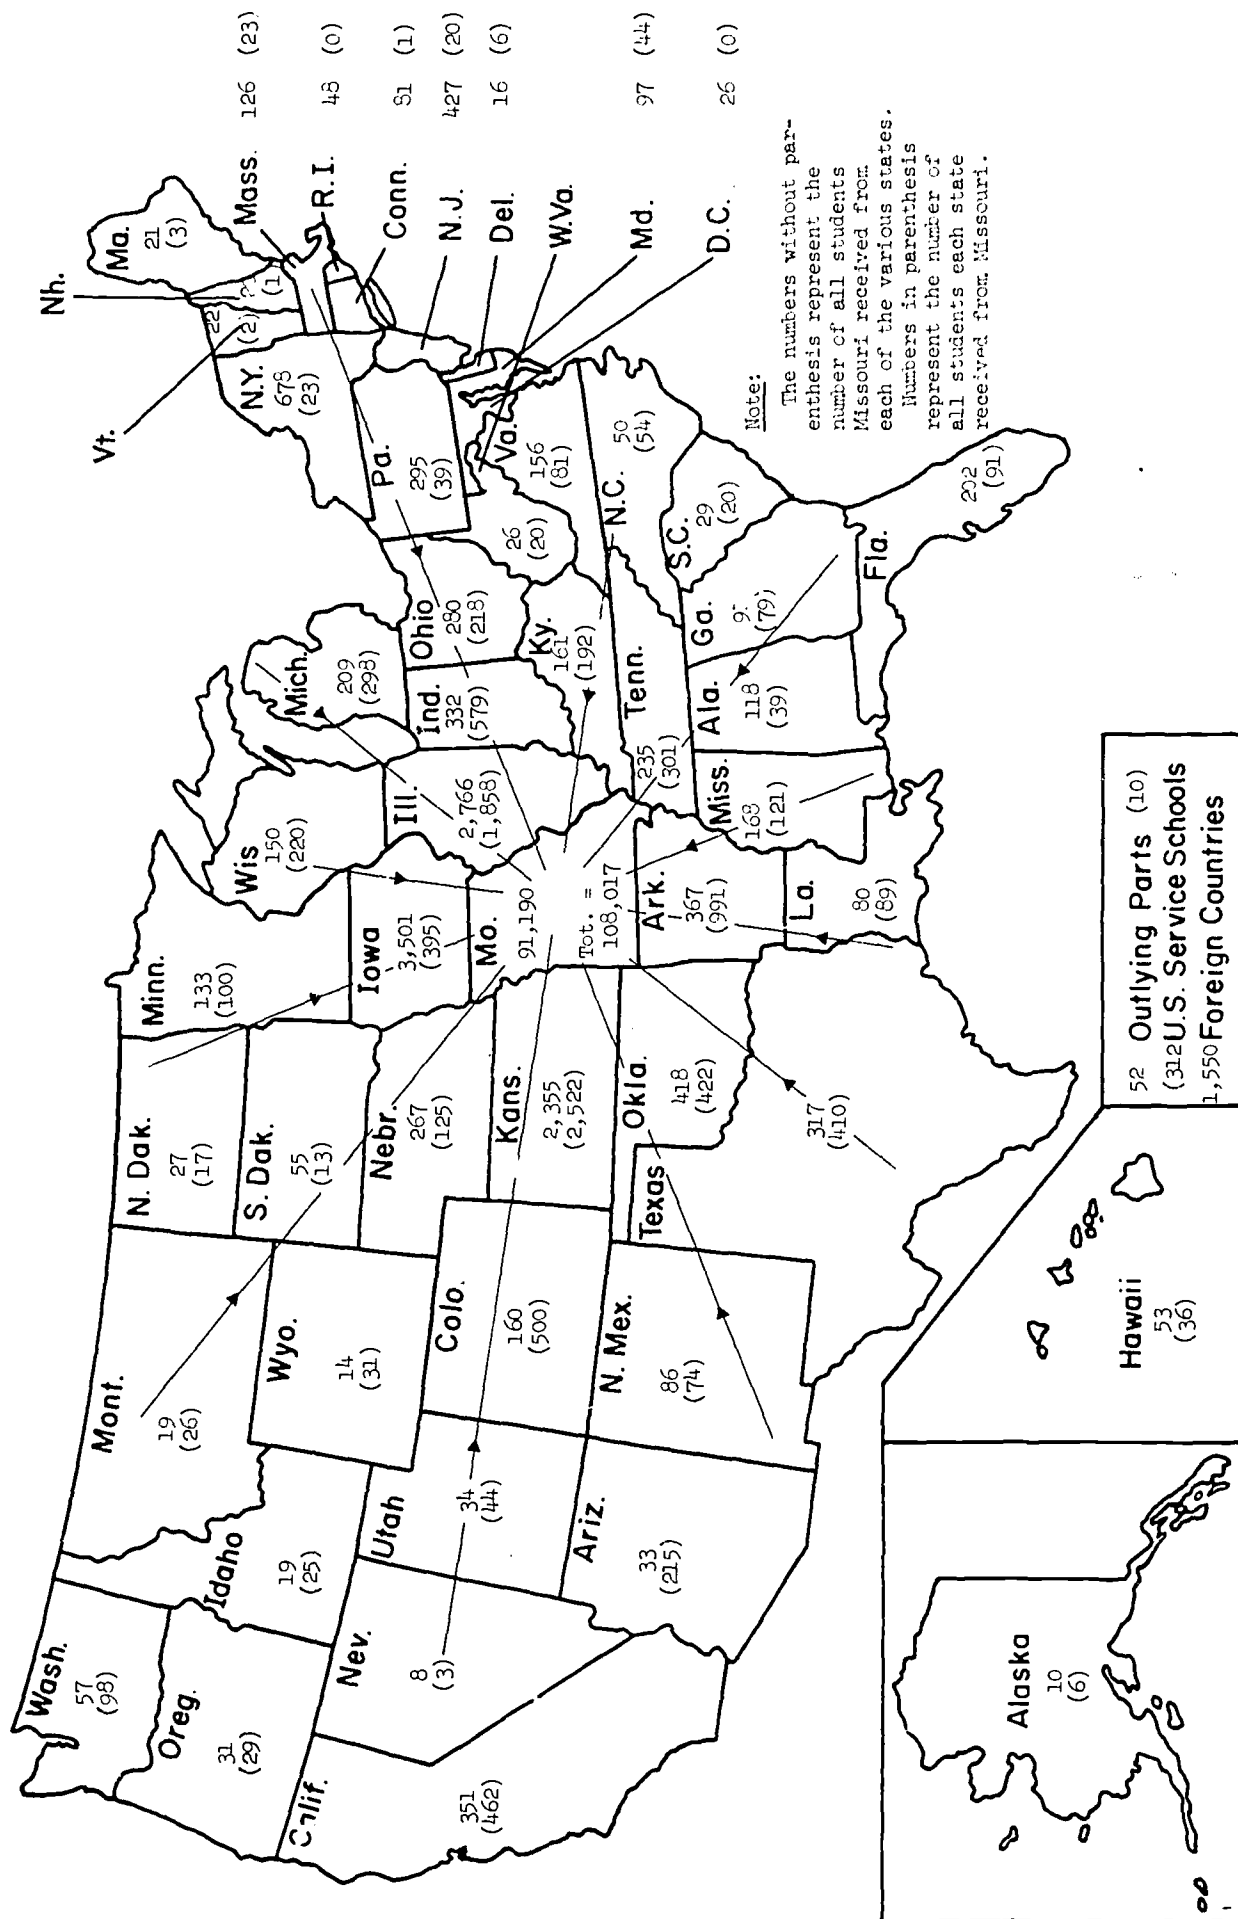 Wash.
57
(98)
Oreg.
31
(29)
Calif.
351
(462)
Idaho
19
(25)
Nev.
8
(3)
Mont.
19
(26)
Wyo.
14
(31)
Utah
34
(44)
Ariz.
33
(215)
Colo.
160
(500)
N. Mex.
86
(74)
N. Dak.
27
(17)
S. Dak.
55
(13)
Nebr.
267
(125)
Kans.
2,355
(2,522)
Okla.
418
(422)
Texas
317
(410)
Minn.
133
(100)
Iowa
3,501
(395)
Mo.
91,190
Tot. =
108,017
Ark.
367
(991)
La.
80
(89)
Wis
150
(220)
Ill.
2,766
(1,858)
Mich.
209
(298)
Ind.
332
(579)
Ohio
280
(218)
Ky.
161
(192)
Tenn.
235
(301)
Miss.
168
(121)
Ala.
118
(39)
Ga.
(79)
Fla.
202
(91)
S.C.
29
(20)
N.C.
50
(54)
Va.
156
(81)
26
(20)
Pa.
295
(39)
N.Y.
678
(23)
Vt.
22
(2)
Nh.
(1
Ma.
21
(3)
Mass. 126 (23)
R.I. 48 (0)
Conn. 81 (1)
N.J. 427 (20)
Del. 16 (6)
W.Va.
Md. 97 (44)
D.C. 26 (0)
Note:
The numbers without par-
enthesis represent the
number of all students
Missouri received from
each of the various states.
Numbers in parenthesis
represent the number of
all students each state
received from Missouri.
Alaska
10
(6)
Hawaii
53
(36)
52 Outlying Parts (10)
(312 U.S. Service Schools
1,550 Foreign Countries